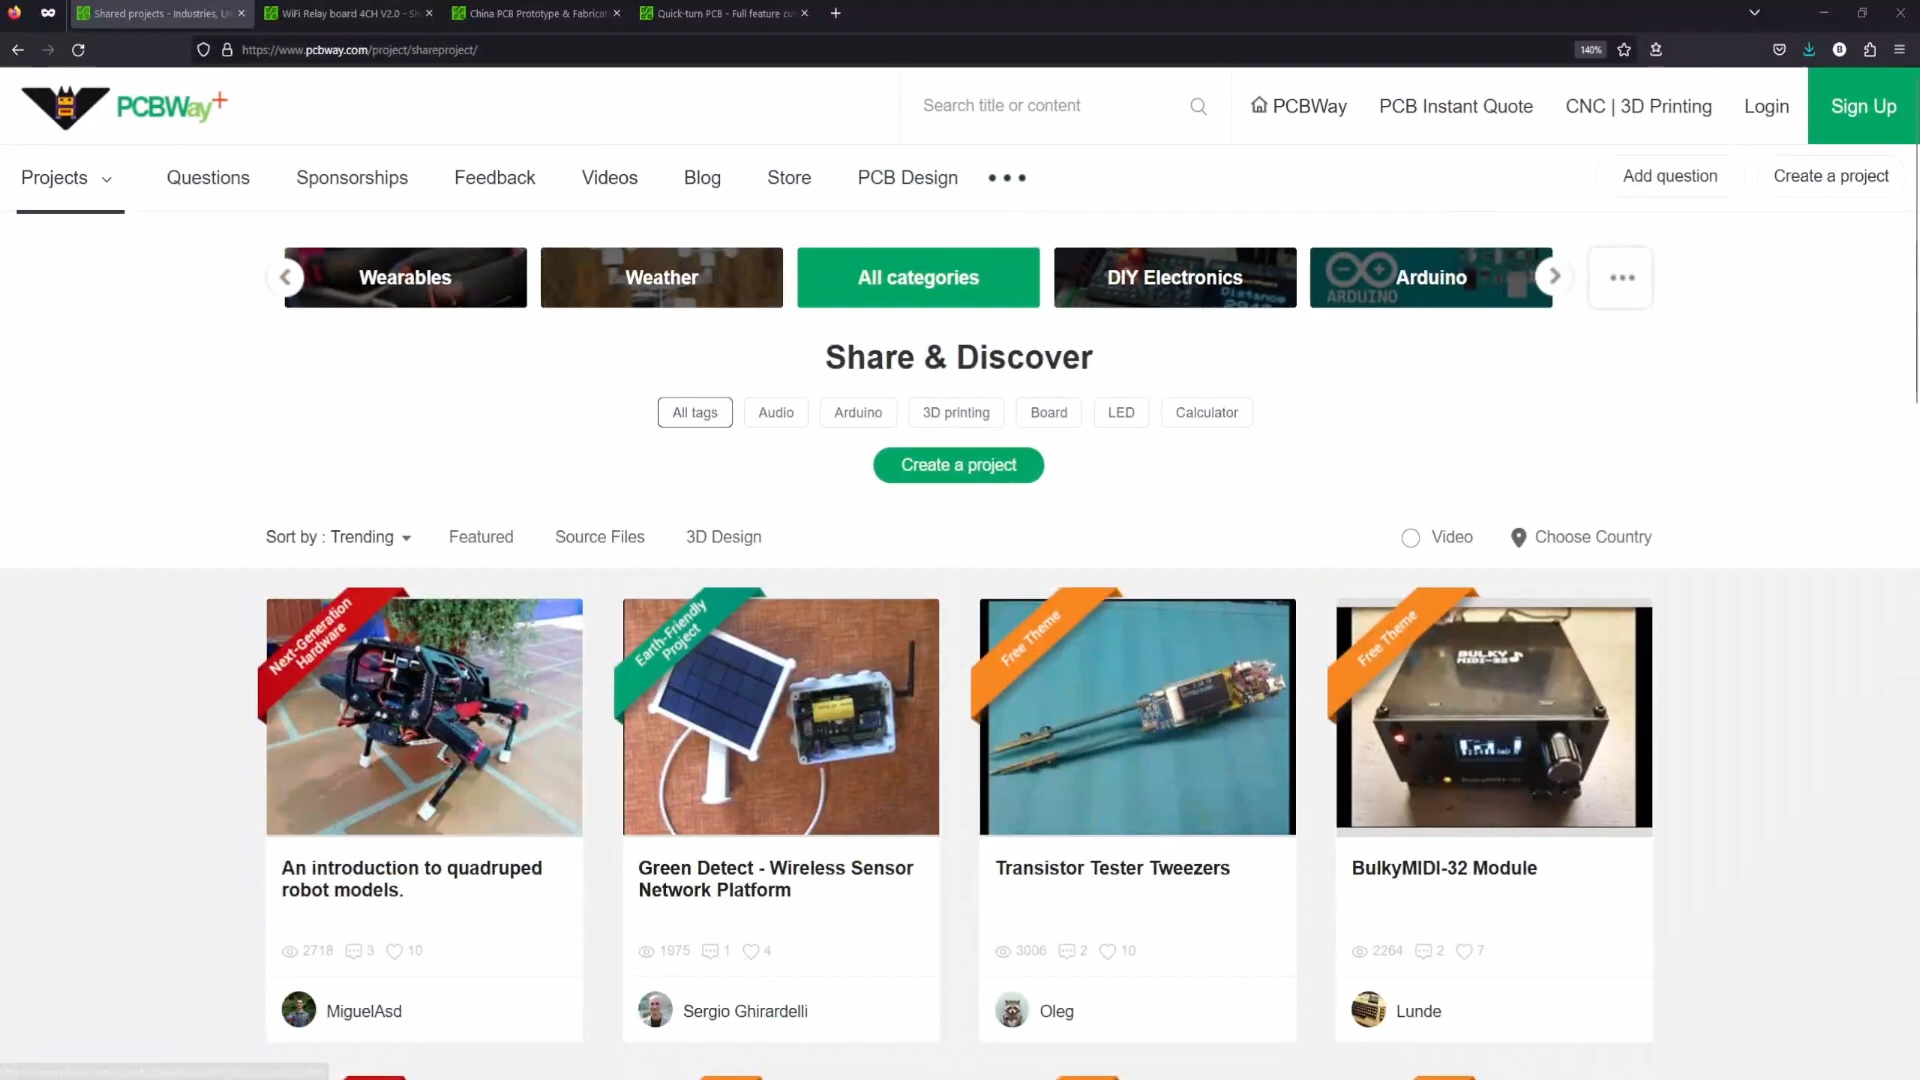 Shared projects - Industries, Un
WiFi Relay board 4CH V2.0 - Sh
China PCB Prototype & Fabricat
Quick-turn PCB - Full feature cu
https://www.pcbway.com/project/shareproject/
140%
PCBWay+
Search title or content
PCBWay
PCB Instant Quote
CNC | 3D Printing
Login
Sign Up
Projects
Questions
Sponsorships
Feedback
Videos
Blog
Store
PCB Design
Add question
Create a project
Wearables
Weather
All categories
DIY Electronics
Distance
Arduino
ARDUINO
Share & Discover
All tags
Audio
Arduino
3D printing
Board
LED
Calculator
Create a project
Sort by : Trending
Featured
Source Files
3D Design
Video
Choose Country
Next-Generation
Hardware
Earth-Friendly
Project
Free Theme
Free Theme
BULKY
MIDI-32
An introduction to quadruped
robot models.
Green Detect - Wireless Sensor
Network Platform
Transistor Tester Tweezers
BulkyMIDI-32 Module
2718 3 10
1975 1 4
3006 2 10
2264 2 7
MiguelAsd
Sergio Ghirardelli
Oleg
Lunde